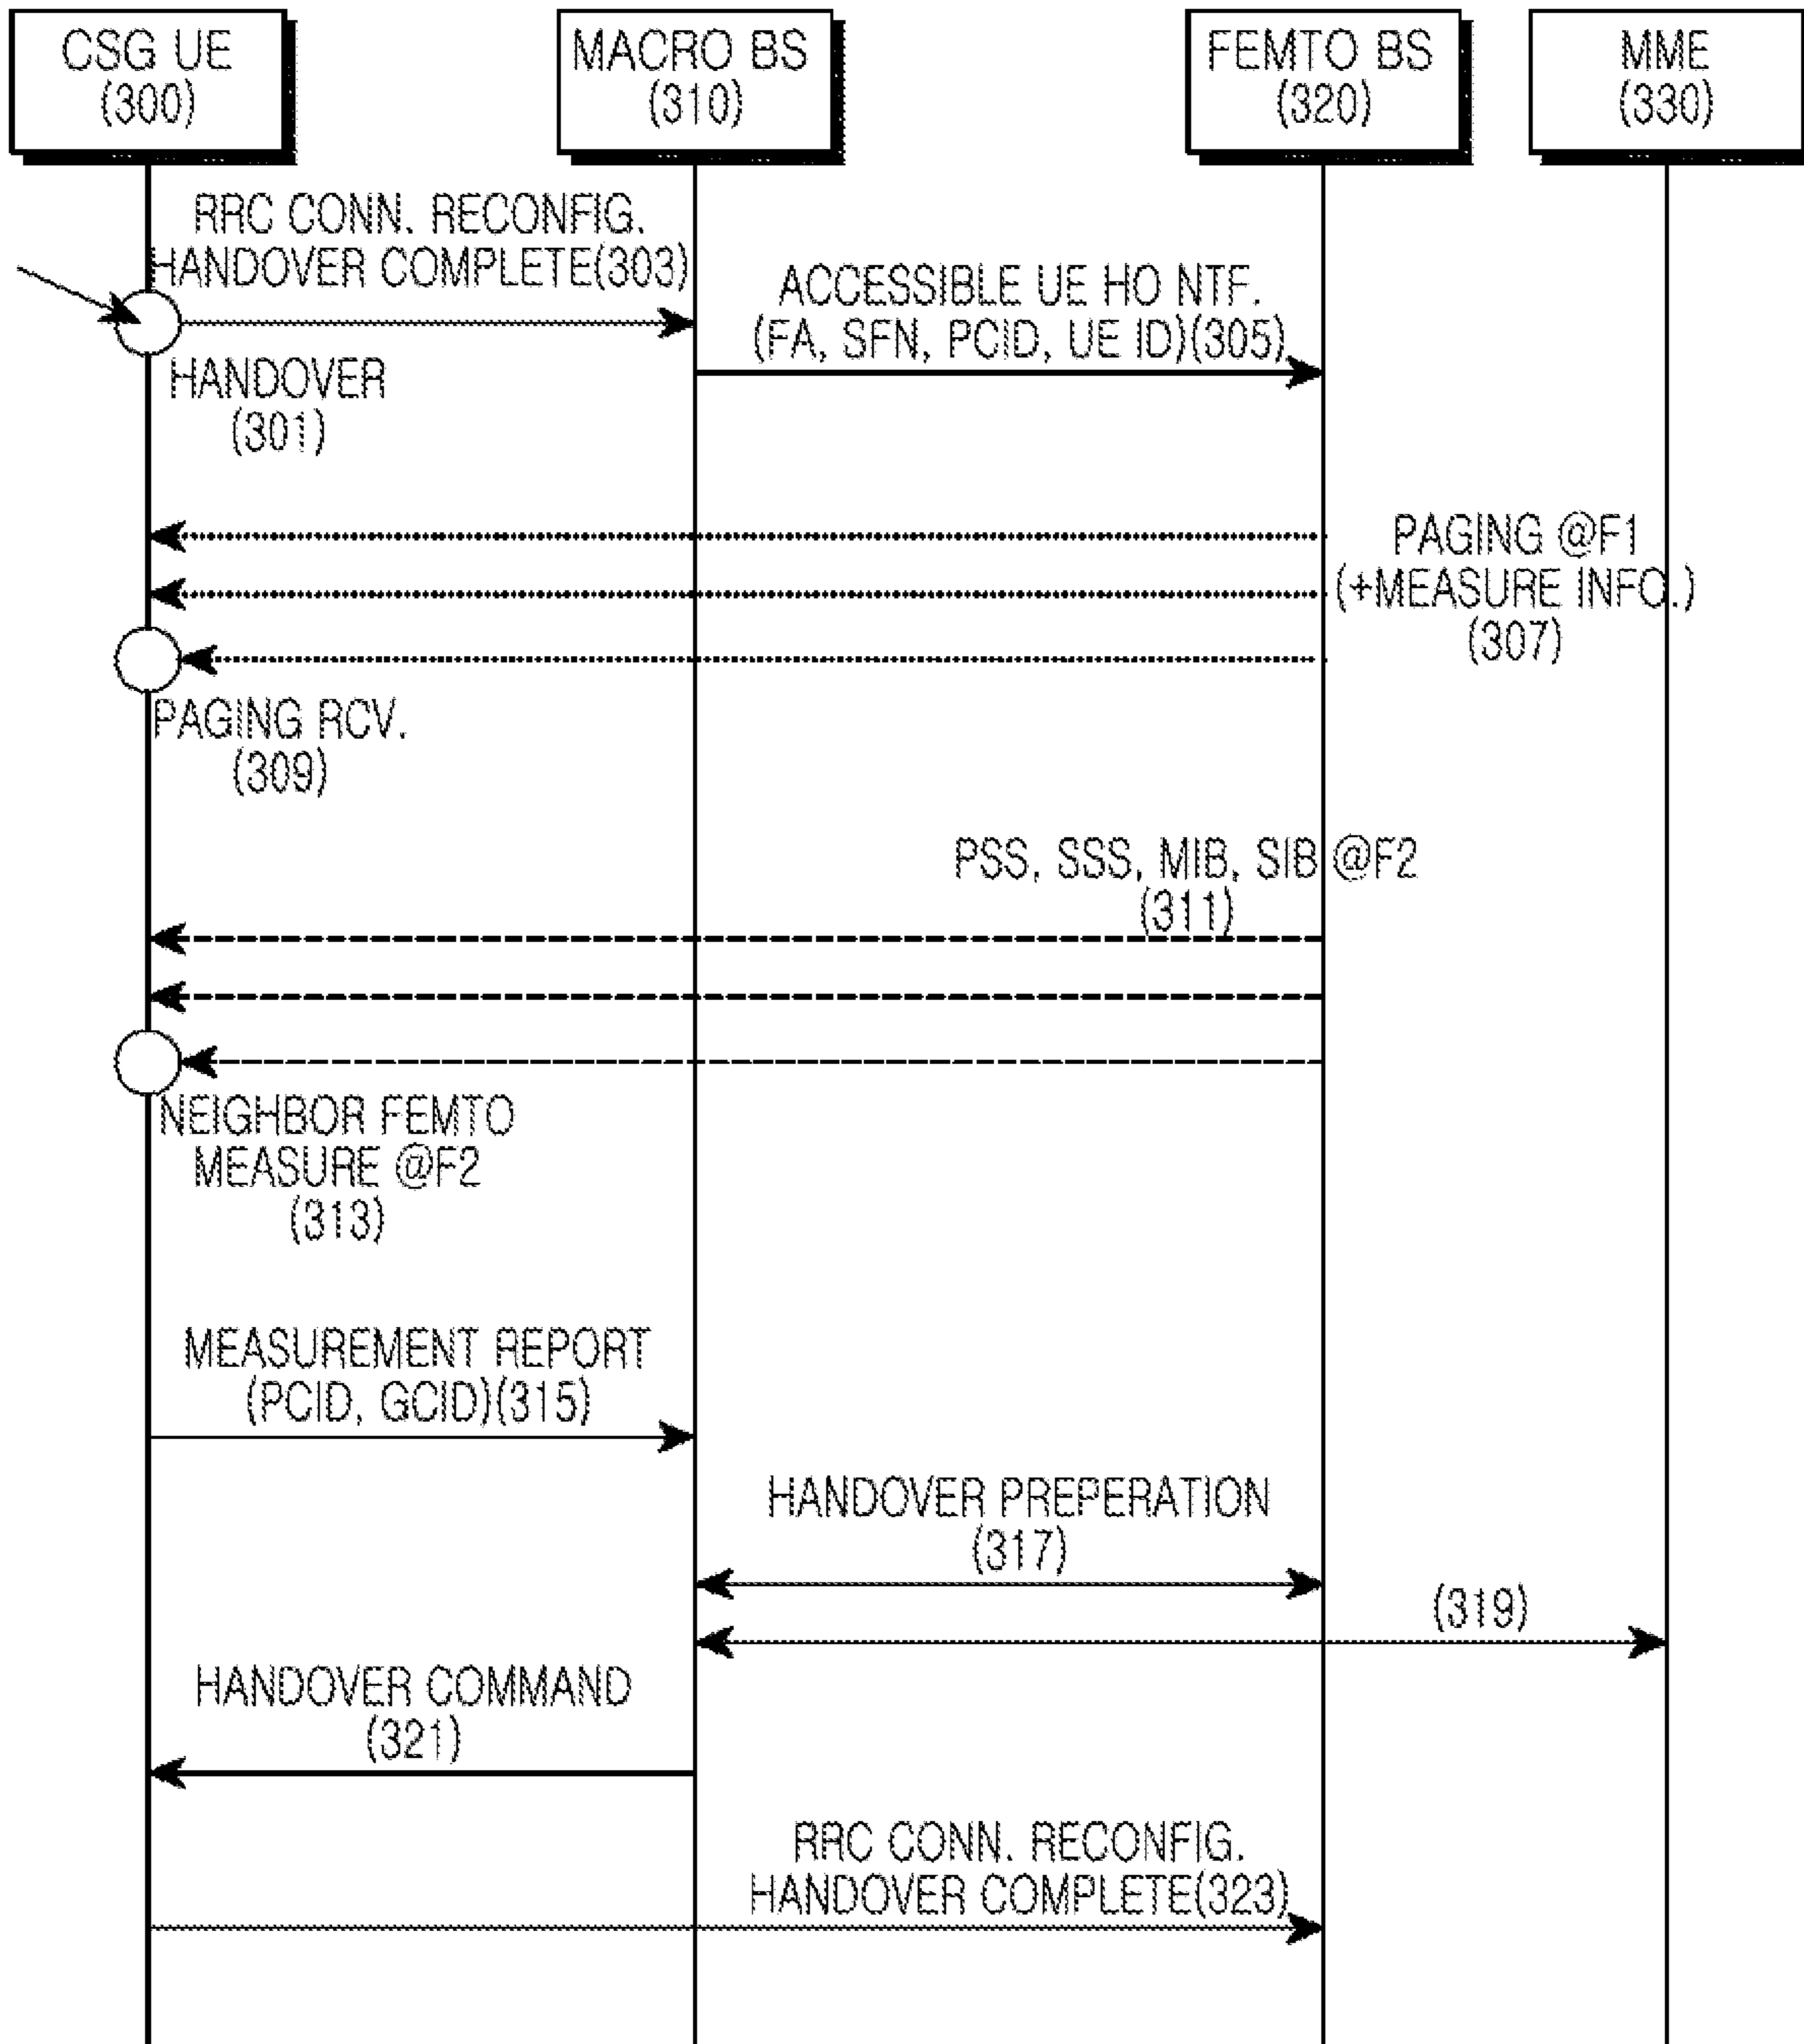 CSG UE
(300)
MACRO BS
(310)
FEMTO BS
(320)
MME
(330)
RRC CONN. RECONFIG.
HANDOVER COMPLETE(303)
ACCESSIBLE UE HO NTF.
(FA, SFN, PCID, UE ID)(305)
HANDOVER
(301)
PAGING @F1
(+MEASURE INFO.)
(307)
PAGING RCV.
(309)
PSS, SSS, MIB, SIB @F2
(311)
NEIGHBOR FEMTO
MEASURE @F2
(313)
MEASUREMENT REPORT
(PCID, GCID)(315)
HANDOVER PREPERATION
(317)
(319)
HANDOVER COMMAND
(321)
RRC CONN. RECONFIG.
HANDOVER COMPLETE(323)